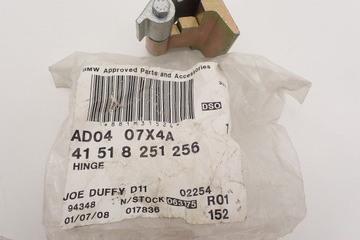 BMW Approved Parts and Accessories
DSO
AD04 07X4A
41 51 8 251 256
HINGE
JOE DUFFY D11 02254
94348 N/STOCK 063175 R01
01/07/08 017836 152